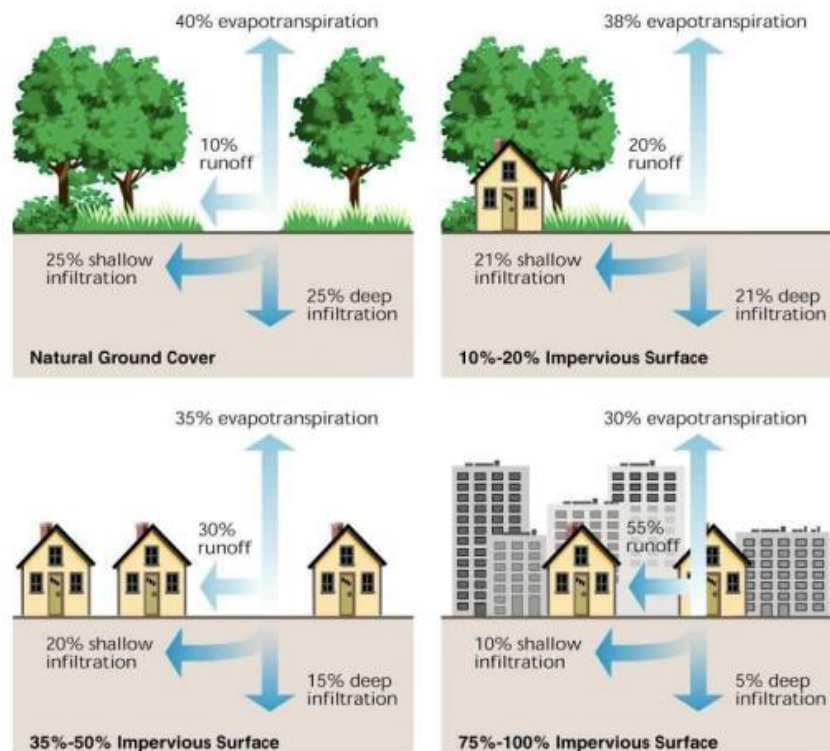 40% evapotranspiration
10%
runoff
25% shallow
infiltration
25% deep
infiltration
Natural Ground Cover
38% evapotranspiration
20%
runoff
21% shallow
infiltration
21% deep
infiltration
10%-20% Impervious Surface
35% evapotranspiration
30%
runoff
20% shallow
infiltration
15% deep
infiltration
35%-50% Impervious Surface
30% evapotranspiration
55%
runoff
10% shallow
infiltration
5% deep
infiltration
75%-100% Impervious Surface